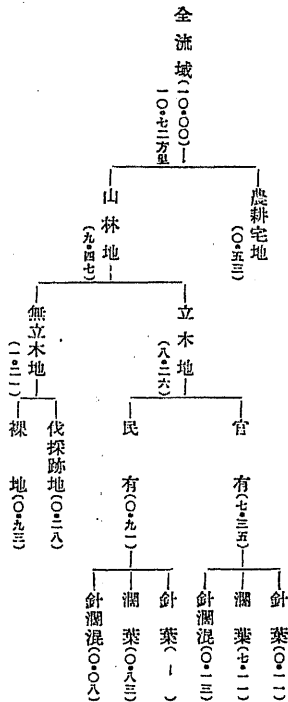 全流域(一〇・〇〇)
一〇・七二方里
農耕宅地
(〇・五三)
山林地
(九・四七)
立木地
(八・二六)
無立木地
(一・二一)
官有(七・三五)
民有(〇・九一)
伐採跡地(〇・二八)
裸地(〇・九三)
針葉(〇・一一)
濶葉(七・一一)
針濶混(〇・一三)
針葉(ー)
濶葉(〇・八三)
針濶混(〇・〇八)